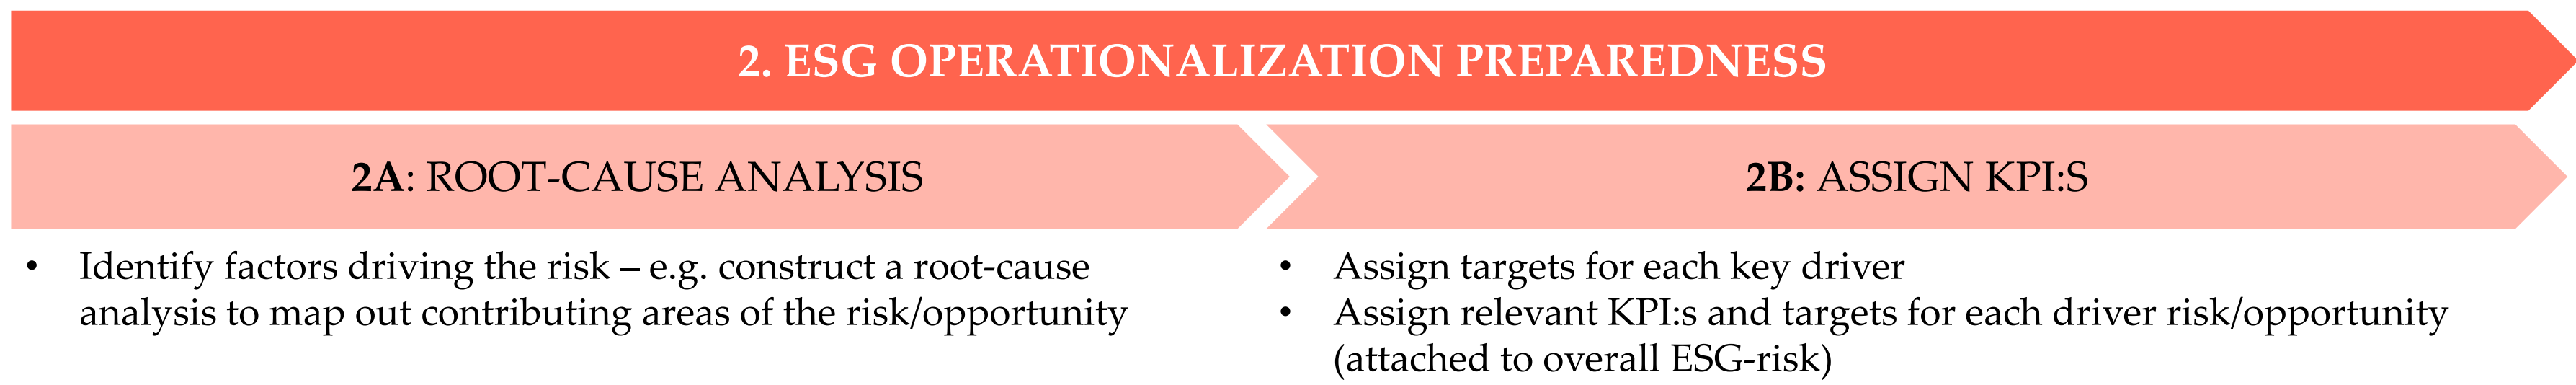 2. ESG OPERATIONALIZATION PREPAREDNESS
2A: ROOT-CAUSE ANALYSIS
• Identify factors driving the risk – e.g. construct a root-cause
analysis to map out contributing areas of the risk/opportunity
2B: ASSIGN KPI:S
• Assign targets for each key driver
• Assign relevant KPI:s and targets for each driver risk/opportunity
(attached to overall ESG-risk)